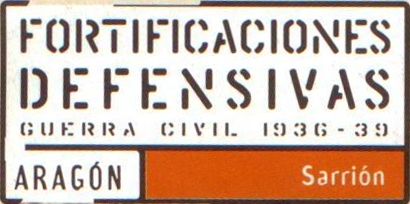 FORTIFICACIONES
DEFENSIVAS
GUERRA CIVIL 1936-39
ARAGÓN
Sarrión